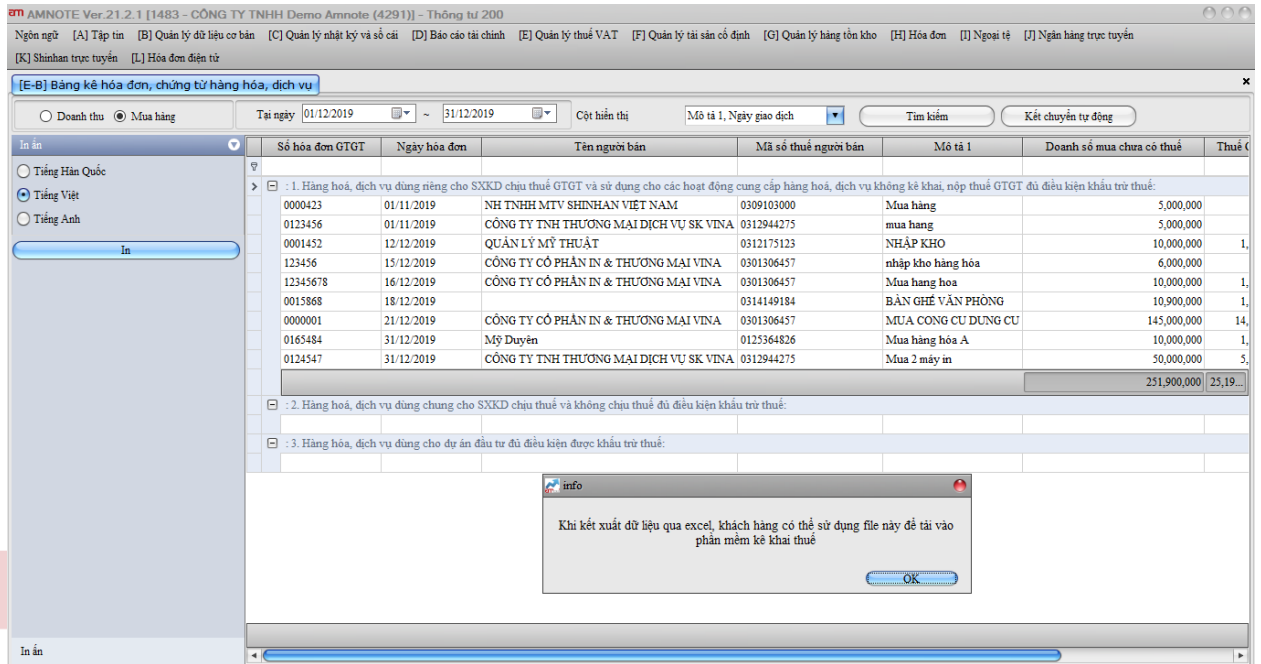 am AMNOTE Ver.21.2.1 [1483 - CÔNG TY TNHH Demo Amnote (4291)] - Thông tư 200
Ngôn ngữ [A] Tập tin [B] Quản lý dữ liệu cơ bản [C] Quản lý nhật ký và sổ cái [D] Báo cáo tài chính [E] Quản lý thuế VAT [F] Quản lý tài sản cố định [G] Quản lý hàng tồn kho [H] Hóa đơn [I] Ngoại tệ [J] Ngân hàng trực tuyến
[K] Shinhan trực tuyến [L] Hóa đơn điện tử
[E-B] Bảng kê hóa đơn, chứng từ hàng hóa, dịch vụ
Doanh thu Mua hàng Tại ngày 01/12/2019 ~ 31/12/2019 Cột hiển thị Mô tả 1, Ngày giao dịch Tìm kiếm Kết chuyển tự động
In ấn
Tiếng Hàn Quốc
Tiếng Việt
Tiếng Anh
In
Số hóa đơn GTGT Ngày hóa đơn Tên người bán Mã số thuế người bán Mô tả 1 Doanh số mua chưa có thuế Thuế
: 1. Hàng hoá, dịch vụ dùng riêng cho SXKD chịu thuế GTGT và sử dụng cho các hoạt động cung cấp hàng hoá, dịch vụ không kê khai, nộp thuế GTGT đủ điều kiện khấu trừ thuế:
0000423 01/11/2019 NH TNHH MTV SHINHAN VIỆT NAM 0309103000 Mua hàng 5,000,000
0123456 01/11/2019 CÔNG TY TNH THƯƠNG MẠI DỊCH VỤ SK VINA 0312944275 mua hang 5,000,000
0001452 12/12/2019 QUẢN LÝ MỸ THUẬT 0312175123 NHẬP KHO 10,000,000 1,
123456 15/12/2019 CÔNG TY CỔ PHẦN IN & THƯƠNG MẠI VINA 0301306457 nhập kho hàng hóa 6,000,000
12345678 16/12/2019 CÔNG TY CỔ PHẦN IN & THƯƠNG MẠI VINA 0301306457 Mua hang hoa 10,000,000 1,
0015868 18/12/2019 0314149184 BÀN GHẾ VĂN PHÒNG 10,900,000 1,
0000001 21/12/2019 CÔNG TY CỔ PHẦN IN & THƯƠNG MẠI VINA 0301306457 MUA CONG CU DUNG CU 145,000,000 14,
0165484 31/12/2019 Mỹ Duyên 0125364826 Mua hàng hóa A 10,000,000 1,
0124547 31/12/2019 CÔNG TY TNH THƯƠNG MẠI DỊCH VỤ SK VINA 0312944275 Mua 2 máy in 50,000,000 5,
251,900,000 25,19...
: 2. Hàng hoá, dịch vụ dùng chung cho SXKD chịu thuế và không chịu thuế đủ điều kiện khấu trừ thuế:
: 3. Hàng hóa, dịch vụ dùng cho dự án đầu tư đủ điều kiện được khấu trừ thuế:
info
Khi kết xuất dữ liệu qua excel, khách hàng có thể sử dụng file này để tải vào
phần mềm kê khai thuế
OK
In ấn